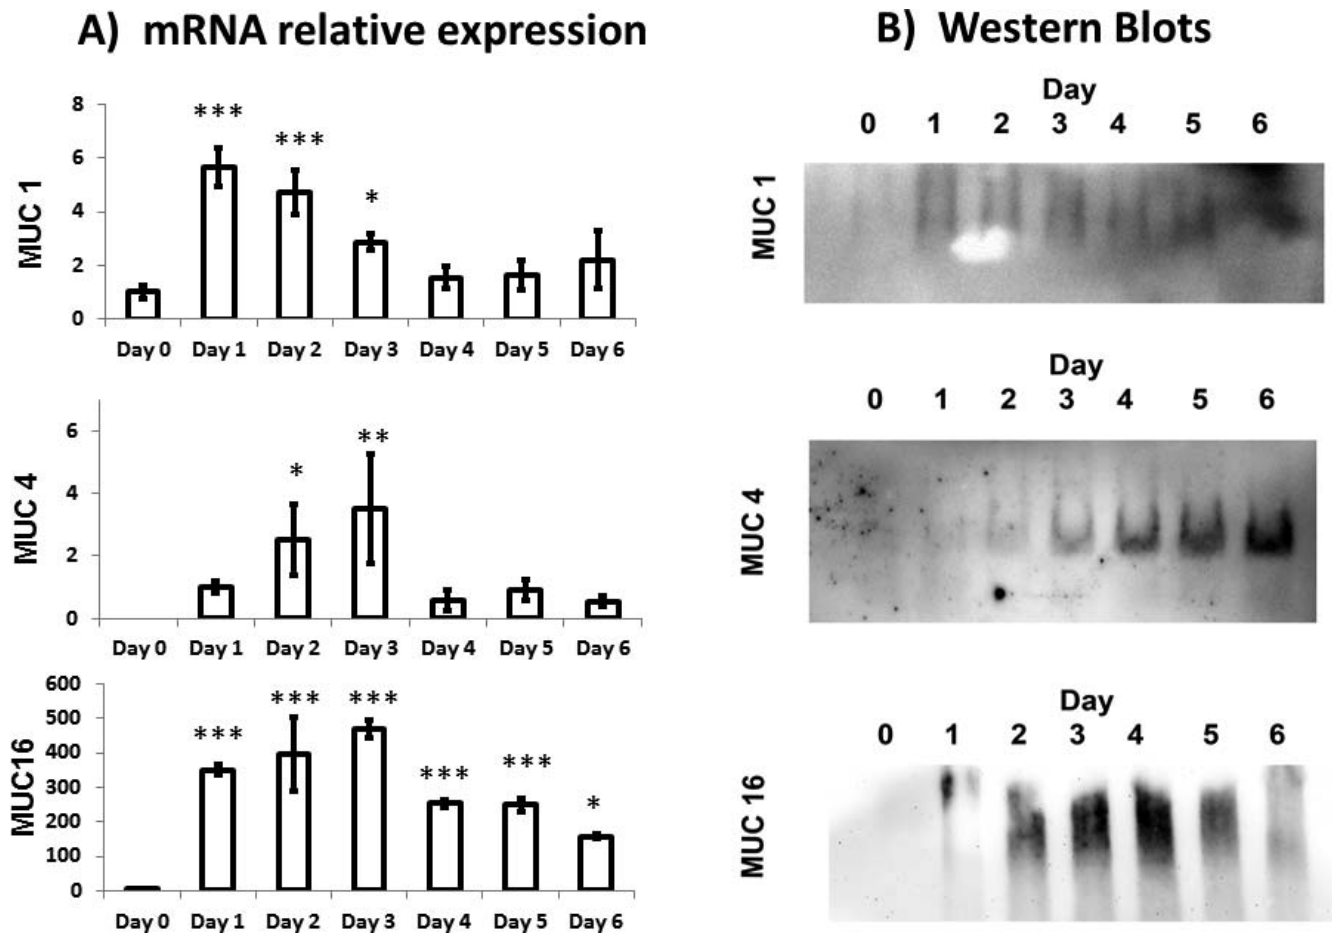 A) mRNA relative expression
MUC 1
8
6
4
2
0
***
***
*
Day 0 Day 1 Day 2 Day 3 Day 4 Day 5 Day 6
MUC 4
6
4
2
0
*
**
Day 0 Day 1 Day 2 Day 3 Day 4 Day 5 Day 6
MUC16
600
500
400
300
200
100
0
***
***
***
***
***
*
Day 0 Day 1 Day 2 Day 3 Day 4 Day 5 Day 6
B) Western Blots
Day
0 1 2 3 4 5 6
MUC 1
Day
0 1 2 3 4 5 6
MUC 4
Day
0 1 2 3 4 5 6
MUC 16